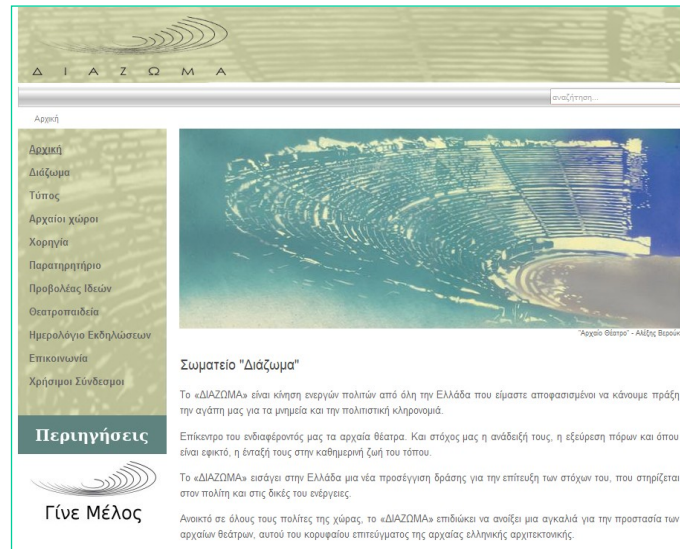 Δ Ι Α Ζ Ω Μ Α
αναζήτηση...
Αρχική
Αρχική
Διάζωμα
Τύπος
Αρχαίοι χώροι
Χορηγία
Παρατηρητήριο
Προβολέας Ιδεών
Θεατροπαιδεία
Ημερολόγιο Εκδηλώσεων
Επικοινωνία
Χρήσιμοι Σύνδεσμοι
Περιηγήσεις
Γίνε Μέλος
"Αρχαίο Θέατρο" - Αλέξης Βερούκ
Σωματείο "Διάζωμα"
Το «ΔΙΑΖΩΜΑ» είναι κίνηση ενεργών πολιτών από όλη την Ελλάδα που είμαστε αποφασισμένοι να κάνουμε πράξη
την αγάπη μας για τα μνημεία και την πολιτιστική κληρονομιά.
Επίκεντρο του ενδιαφέροντός μας τα αρχαία θέατρα. Και στόχος μας η ανάδειξή τους, η εξεύρεση πόρων και όπου
είναι εφικτό, η ένταξή τους στην καθημερινή ζωή του τόπου.
Το «ΔΙΑΖΩΜΑ» εισάγει στην Ελλάδα μια νέα προσέγγιση δράσης για την επίτευξη των στόχων του, που στηρίζεται
στον πολίτη και στις δικές του ενέργειες.
Ανοικτό σε όλους τους πολίτες της χώρας, το «ΔΙΑΖΩΜΑ» επιδιώκει να ανοίξει μια αγκαλιά για την προστασία των
αρχαίων θεάτρων, αυτού του κορυφαίου επιτεύγματος της αρχαίας ελληνικής αρχιτεκτονικής.